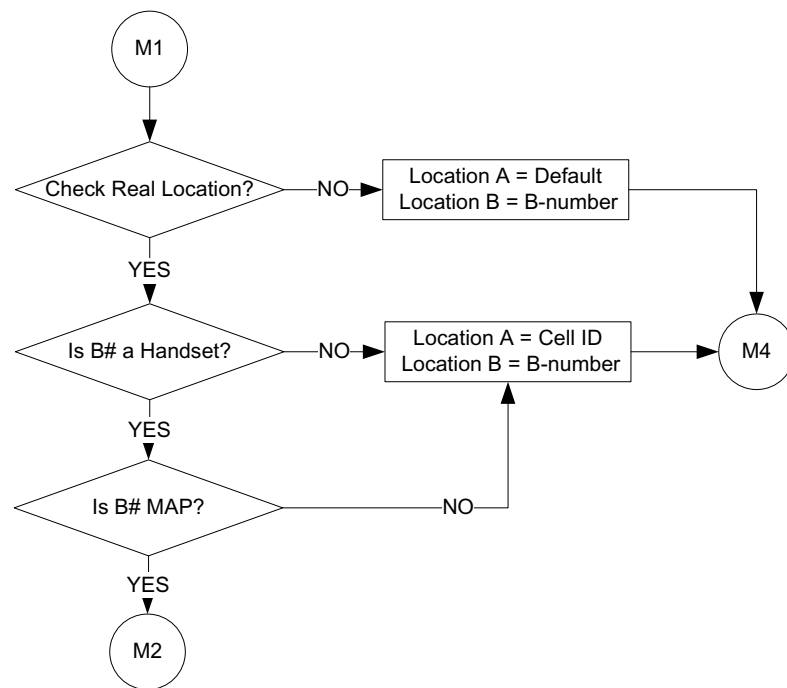 M1
Check Real Location?
NO
Location A = Default
Location B = B-number
YES
Is B# a Handset?
NO
Location A = Cell ID
Location B = B-number
M4
YES
Is B# MAP?
NO
YES
M2